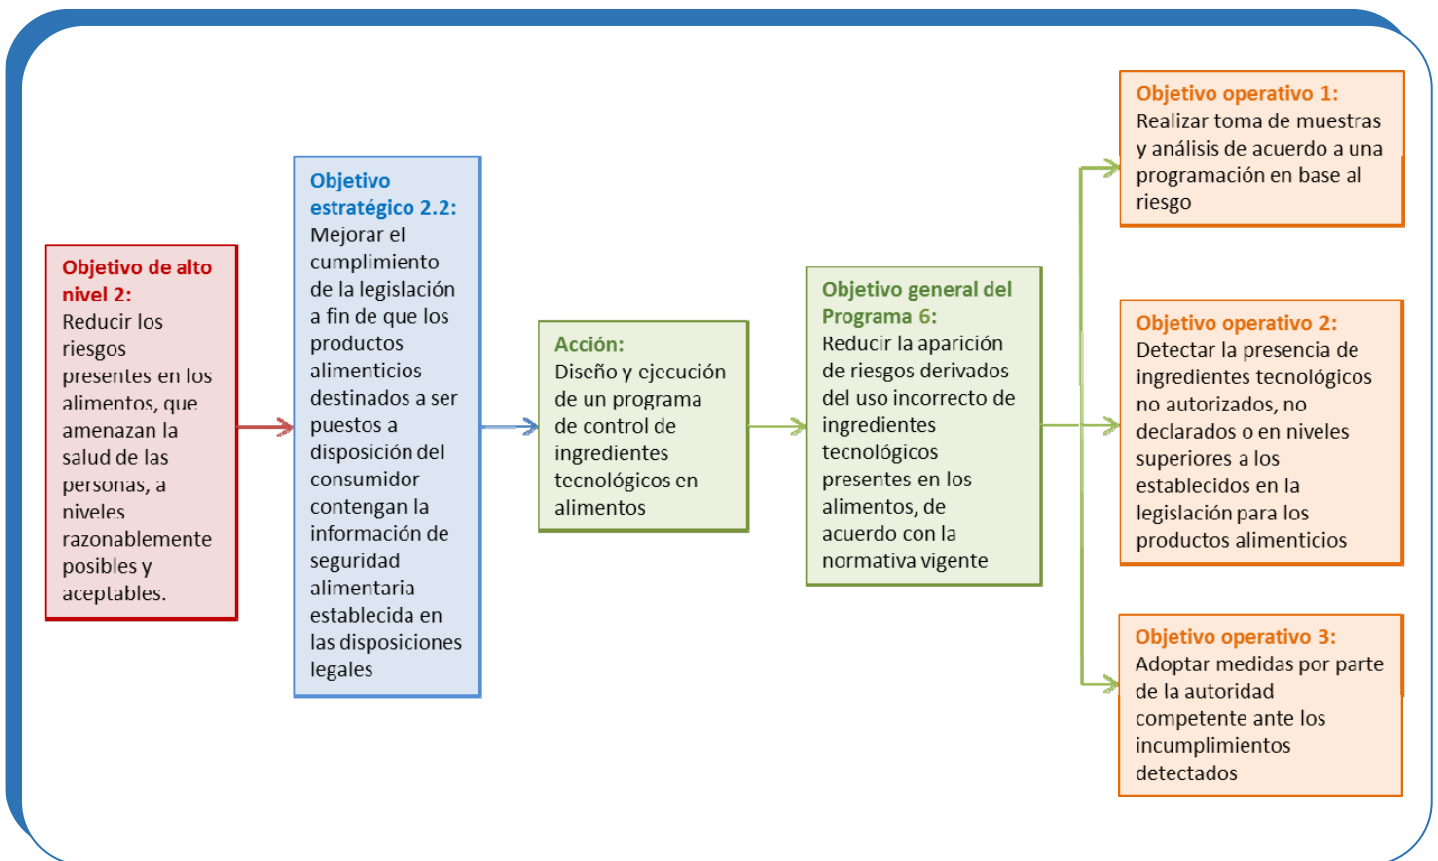 Objetivo de alto
nivel 2:
Reducir los
riesgos
presentes en los
alimentos, que
amenazan la
salud de las
personas, a
niveles
razonablemente
posibles y
aceptables.
Objetivo
estratégico 2.2:
Mejorar el
cumplimiento
de la legislación
a fin de que los
productos
alimenticios
destinados a ser
puestos a
disposición del
consumidor
contengan la
información de
seguridad
alimentaria
establecida en
las disposiciones
legales
Acción:
Diseño y ejecución
de un programa
de control de
ingredientes
tecnológicos en
alimentos
Objetivo general del
Programa 6:
Reducir la aparición
de riesgos derivados
del uso incorrecto de
ingredientes
tecnológicos
presentes en los
alimentos, de
acuerdo con la
normativa vigente
Objetivo operativo 1:
Realizar toma de muestras
y análisis de acuerdo a una
programación en base al
riesgo
Objetivo operativo 2:
Detectar la presencia de
ingredientes tecnológicos
no autorizados, no
declarados o en niveles
superiores a los
establecidos en la
legislación para los
productos alimenticios
Objetivo operativo 3:
Adoptar medidas por parte
de la autoridad
competente ante los
incumplimientos
detectados